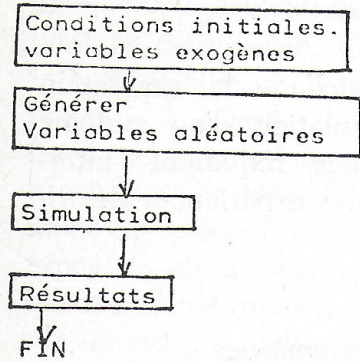 Conditions initiales.
variables exogènes
Générer
Variables aléatoires
Simulation
Résultats
FIN